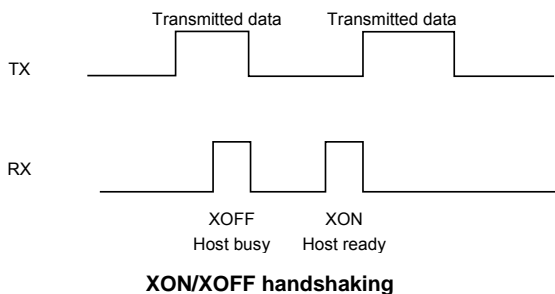 Transmitted data Transmitted data
TX
RX
XOFF XON
Host busy Host ready
XON/XOFF handshaking